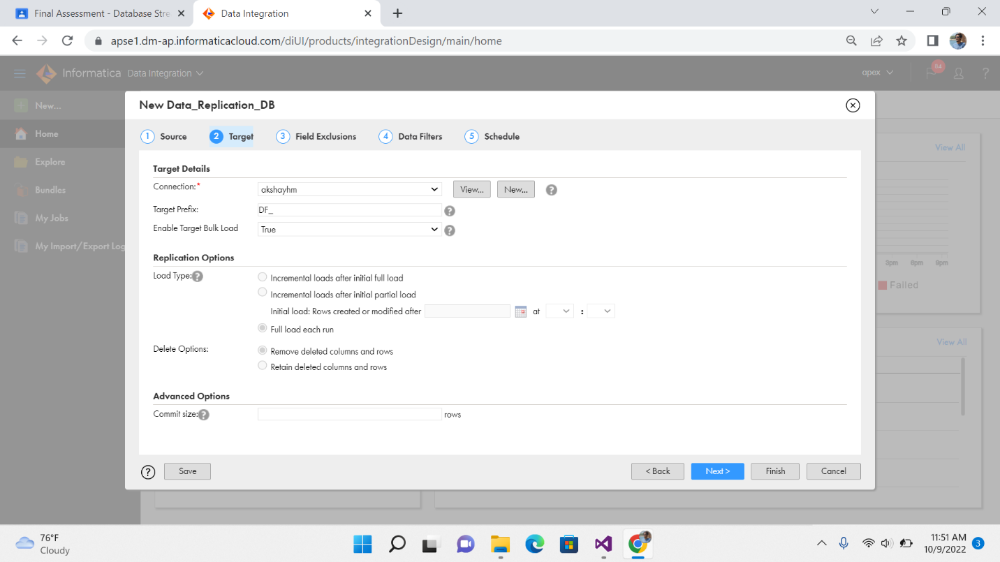 Final Assessment - Database Stre
Data Integration
apse1.dm-ap.informaticacloud.com/diUI/products/integrationDesign/main/home
Informatica Data Integration
apex
84
?
New...
Home
Explore
Bundles
My Jobs
My Import/Export Log
View All
3pm 6pm 9pm
Failed
View All
New Data_Replication_DB
1 Source
2 Target
3 Field Exclusions
4 Data Filters
5 Schedule
Target Details
Connection:* akshayhm View... New... ?
Target Prefix: DF_ ?
Enable Target Bulk Load True ?
Replication Options
Load Type: ? Incremental loads after initial full load
Incremental loads after initial partial load
Initial load: Rows created or modified after at :
Full load each run
Delete Options: Remove deleted columns and rows
Retain deleted columns and rows
Advanced Options
Commit size: ? rows
? Save < Back Next > Finish Cancel
76°F
Cloudy
11:51 AM
10/9/2022
3